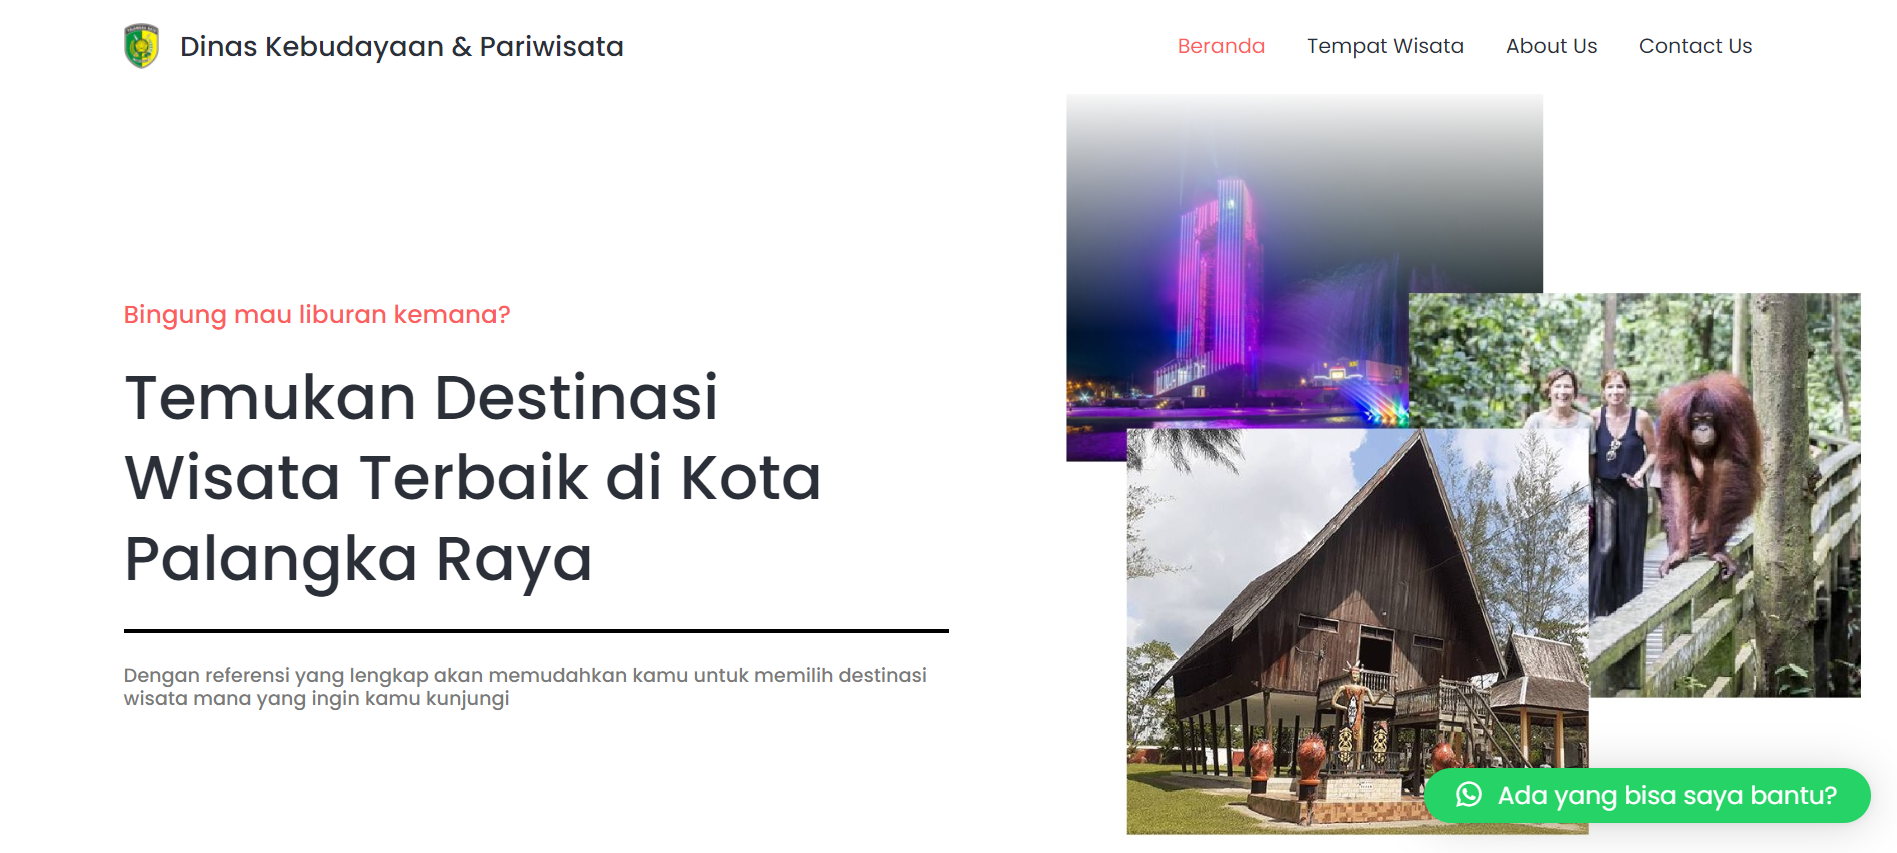 Dinas Kebudayaan & Pariwisata
Beranda
Tempat Wisata
About Us
Contact Us
Bingung mau liburan kemana?
Temukan Destinasi
Wisata Terbaik di Kota
Palangka Raya
Dengan referensi yang lengkap akan memudahkan kamu untuk memilih destinasi
wisata mana yang ingin kamu kunjungi
Ada yang bisa saya bantu?